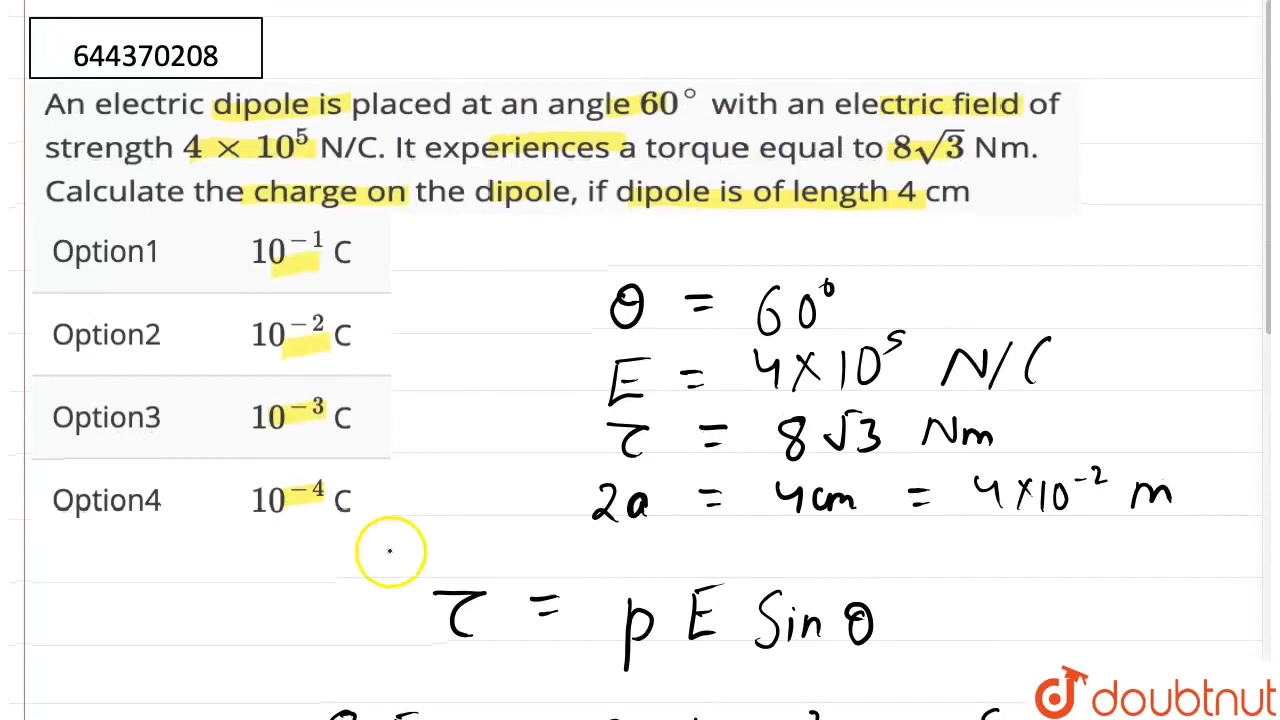 644370208
An electric dipole is placed at an angle 60° with an electric field of
strength 4 × 10⁵ N/C. It experiences a torque equal to 8√3 Nm.
Calculate the charge on the dipole, if dipole is of length 4 cm
Option1 10⁻¹ C
Option2 10⁻² C
Option3 10⁻³ C
Option4 10⁻⁴ C
θ = 60°
E = 4×10⁵ N/C
τ = 8√3 Nm
2a = 4cm = 4×10⁻² m
τ = p E Sin θ
doubtnut